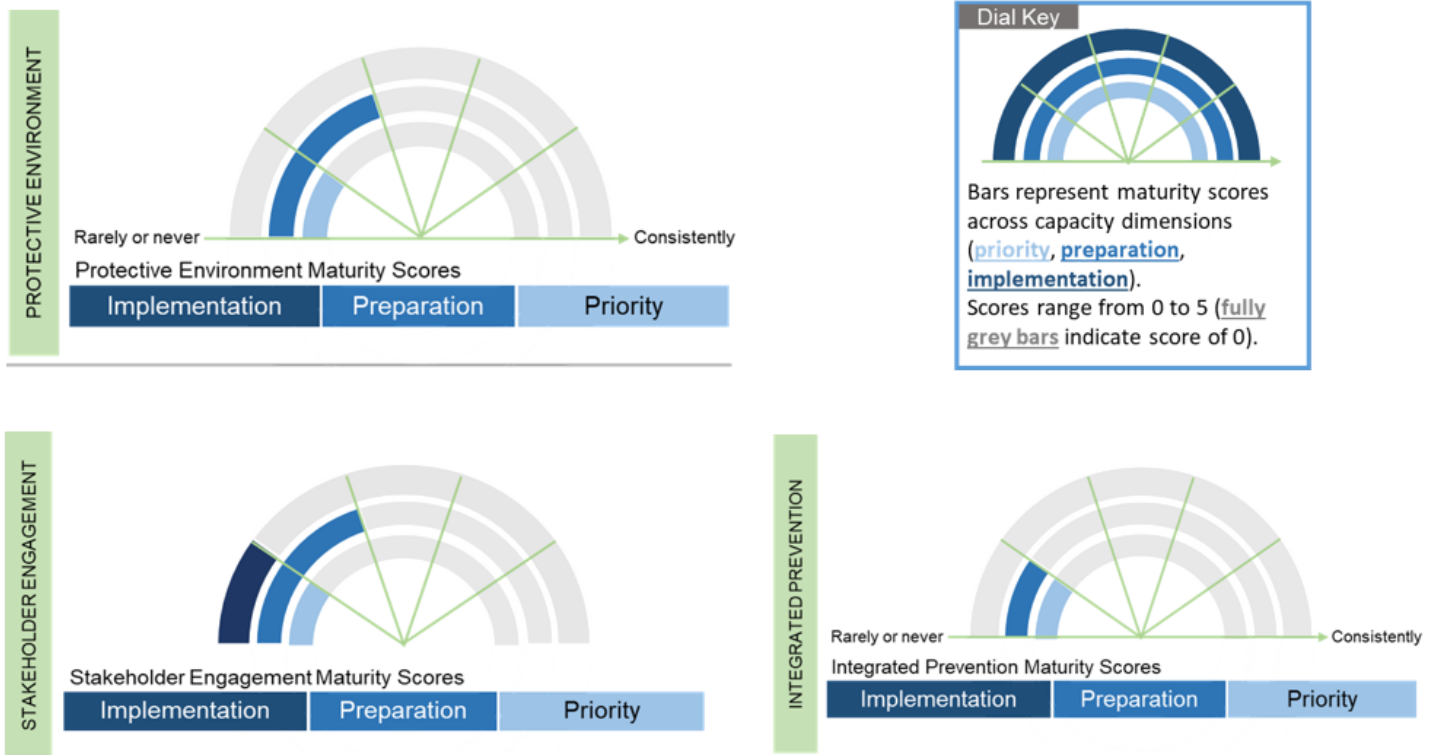 PROTECTIVE ENVIRONMENT
Rarely or never
Consistently
Protective Environment Maturity Scores
Implementation
Preparation
Priority
Dial Key
Bars represent maturity scores
across capacity dimensions
(priority, preparation,
implementation).
Scores range from 0 to 5 (fully
grey bars indicate score of 0).
STAKEHOLDER ENGAGEMENT
Stakeholder Engagement Maturity Scores
Implementation
Preparation
Priority
INTEGRATED PREVENTION
Rarely or never
Consistently
Integrated Prevention Maturity Scores
Implementation
Preparation
Priority